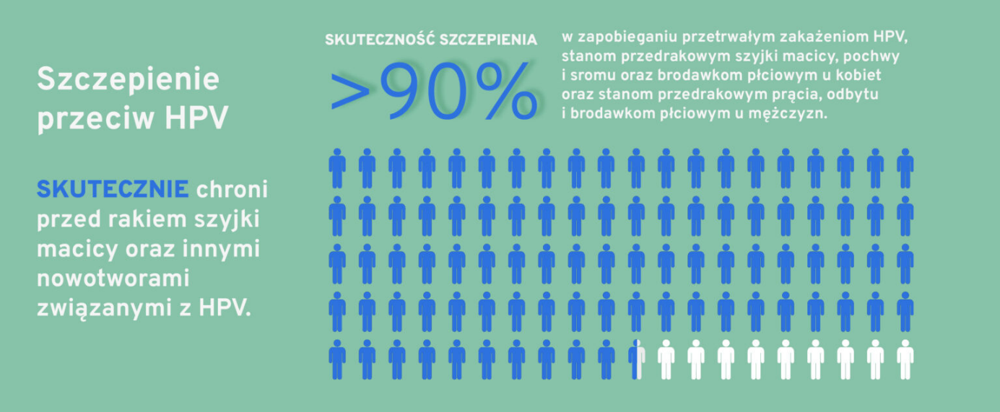 Szczepienie
przeciw HPV
SKUTECZNIE chroni
przed rakiem szyjki
macicy oraz innymi
nowotworami
związanymi z HPV.
SKUTECZNOŚĆ SZCZEPIENIA
>90%
w zapobieganiu przetrwałym zakażeniom HPV,
stanom przedrakowym szyjki macicy, pochwy
i sromu oraz brodawkom płciowym u kobiet
oraz stanom przedrakowym prącia, odbytu
i brodawkom płciowym u mężczyzn.